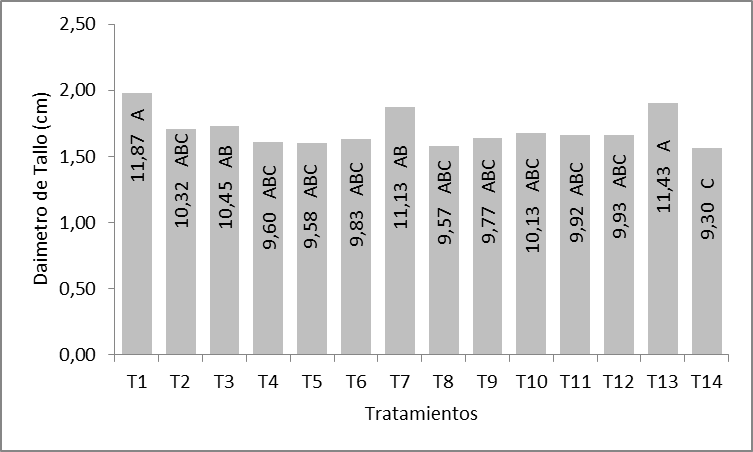 Daimetro de Tallo (cm)
2,50
2,00
1,50
1,00
0,50
0,00
11,87 A
10,32 ABC
10,45 AB
9,60 ABC
9,58 ABC
9,83 ABC
11,13 AB
9,57 ABC
9,77 ABC
10,13 ABC
9,92 ABC
9,93 ABC
11,43 A
9,30 C
T1 T2 T3 T4 T5 T6 T7 T8 T9 T10 T11 T12 T13 T14
Tratamientos